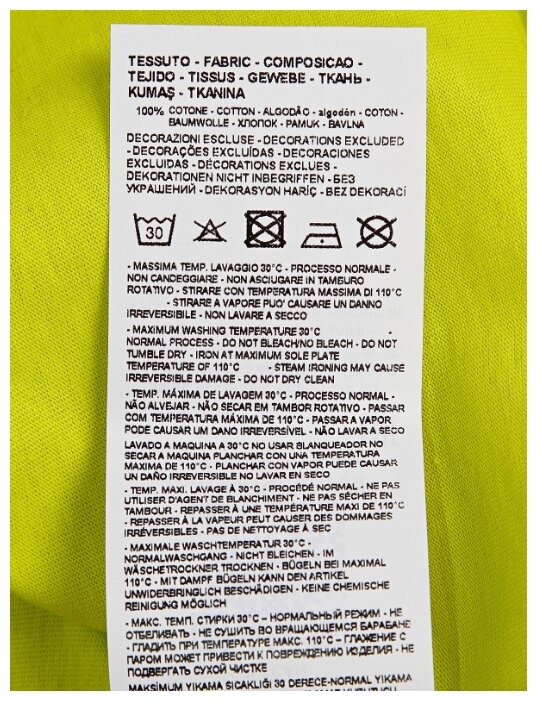 TESSUTO - FABRIC - COMPOSICAO -
TEJIDO - TISSUS - GEWEBE - ТКАНЬ -
KUMAŞ - TKANINA
100% COTONE - COTTON - ALGODÃO - algodón - COTON -
BAUMWOLLE - ХЛОПОК - PAMUK - BAVLNA
DECORAZIONI ESCLUSE - DECORATIONS EXCLUDED
- DECORAÇÕES EXCLUÍDAS - DECORACIONES
EXCLUIDAS - DÉCORATIONS EXCLUES -
DEKORATIONEN NICHT INBEGRIFFEN - БЕЗ
УКРАШЕНИЙ - DEKORASYON HARİÇ - BEZ DEKORACÍ
30
- MASSIMA TEMP. LAVAGGIO 30°C - PROCESSO NORMALE -
NON CANDEGGIARE - NON ASCIUGARE IN TAMBURO
ROTATIVO - STIRARE CON TEMPERATURA MASSIMA DI 110°C
- STIRARE A VAPORE PUO' CAUSARE UN DANNO
IRREVERSIBILE - NON LAVARE A SECCO
- MAXIMUM WASHING TEMPERATURE 30°C -
NORMAL PROCESS - DO NOT BLEACH/NO BLEACH - DO NOT
TUMBLE DRY - IRON AT MAXIMUM SOLE PLATE
TEMPERATURE OF 110°C - STEAM IRONING MAY CAUSE
IRREVERSIBLE DAMAGE - DO NOT DRY CLEAN
- TEMP. MÁXIMA DE LAVAGEM 30°C - PROCESSO NORMAL -
NÃO ALVEJAR - NÃO SECAR EM TAMBOR ROTATIVO - PASSAR
COM TEMPERATURA MÁXIMA DE 110°C - PASSAR A VAPOR
PODE CAUSAR UM DANO IRREVERSÍVEL - NÃO LAVAR A SECO
LAVADO A MAQUINA A 30°C NO USAR BLANQUEADOR NO
SECAR A MAQUINA PLANCHAR CON UNA TEMPERATURA
MAXIMA DE 110°C - PLANCHAR CON VAPOR PUEDE CAUSAR
UN DAÑO IRREVERSIBLE NO LAVAR EN SECO
- TEMP. MAXI. LAVAGE À 30°C - PROCÉDÉ NORMAL - NE PAS
UTILISER D'AGENT DE BLANCHIMENT - NE PAS SÉCHER EN
TAMBOUR - REPASSER À UNE TEMPÉRATURE MAXI DE 110°C
- REPASSER À LA VAPEUR PEUT CAUSER DES DOMMAGES
IRRÉVERSIBLES - PAS DE NETTOYAGE À SEC
- MAXIMALE WASCHTEMPERATUR 30°C -
NORMALWASCHGANG - NICHT BLEICHEN - IM
WÄSCHETROCKNER TROCKNEN - BÜGELN BEI MAXIMAL
110°C - MIT DAMPF BÜGELN KANN DEN ARTIKEL
UNWIDERBRINGLICH BESCHÄDIGEN - KEINE CHEMISCHE
REINIGUNG MÖGLICH
- МАКС. ТЕМП. СТИРКИ 30°С – НОРМАЛЬНЫЙ РЕЖИМ - НЕ
ОТБЕЛИВАТЬ - НЕ СУШИТЬ ВО ВРАЩАЮЩЕМСЯ БАРАБАНЕ
- ГЛАДИТЬ ПРИ ТЕМПЕРАТУРЕ МАКС. 110°С – ГЛАЖЕНИЕ С
ПАРОМ МОЖЕТ ПРИВЕСТИ К ПОВРЕЖДЕНИЮ ИЗДЕЛИЯ - НЕ
ПОДВЕРГАТЬ СУХОЙ ЧИСТКЕ
MAKSİMUM YIKAMA SICAKLIĞI 30 DERECE-NORMAL YIKAMA